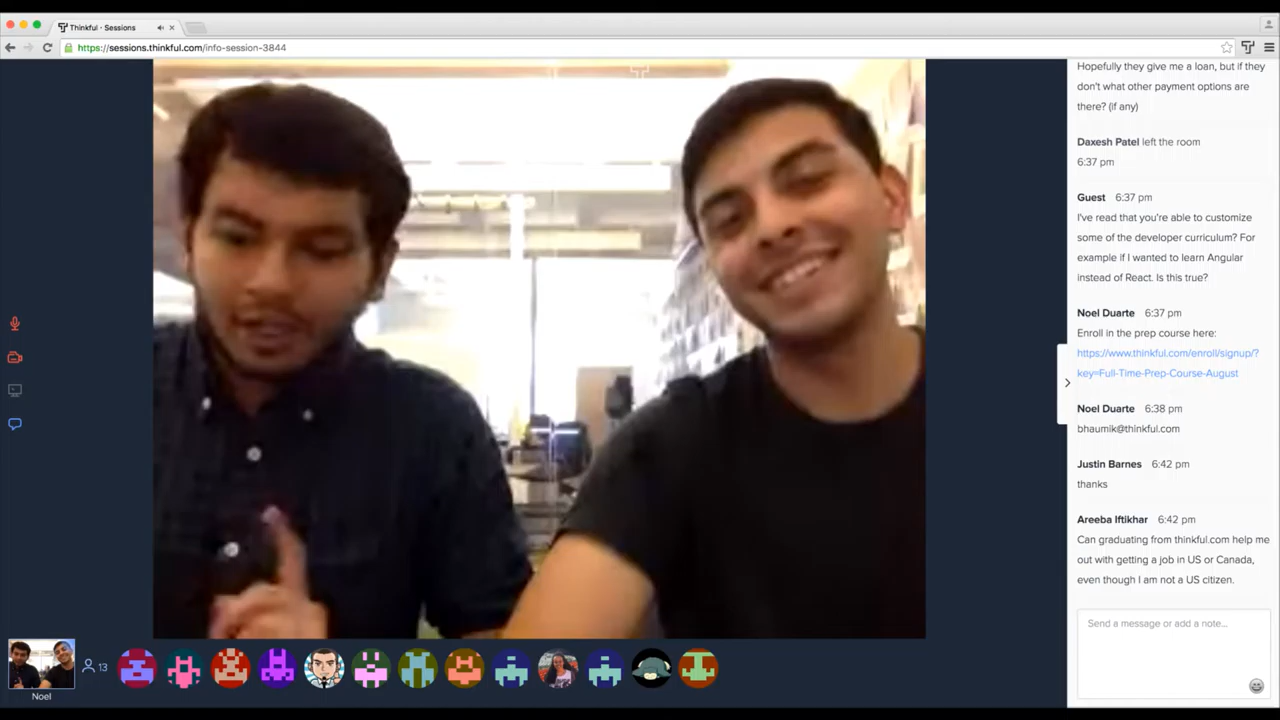 Thinkful - Sessions
https://sessions.thinkful.com/info-session-3844
Hopefully they give me a loan, but if they
don't what other payment options are
there? (if any)
Daxesh Patel left the room
6:37 pm
Guest 6:37 pm
I've read that you're able to customize
some of the developer curriculum? For
example if I wanted to learn Angular
instead of React. Is this true?
Noel Duarte 6:37 pm
Enroll in the prep course here:
https://www.thinkful.com/enroll/signup/?
key=Full-Time-Prep-Course-August
Noel Duarte 6:38 pm
bhaumik@thinkful.com
Justin Barnes 6:42 pm
thanks
Areeba Iftikhar 6:42 pm
Can graduating from thinkful.com help me
out with getting a job in US or Canada,
even though I am not a US citizen.
Send a message or add a note...
13
Noel